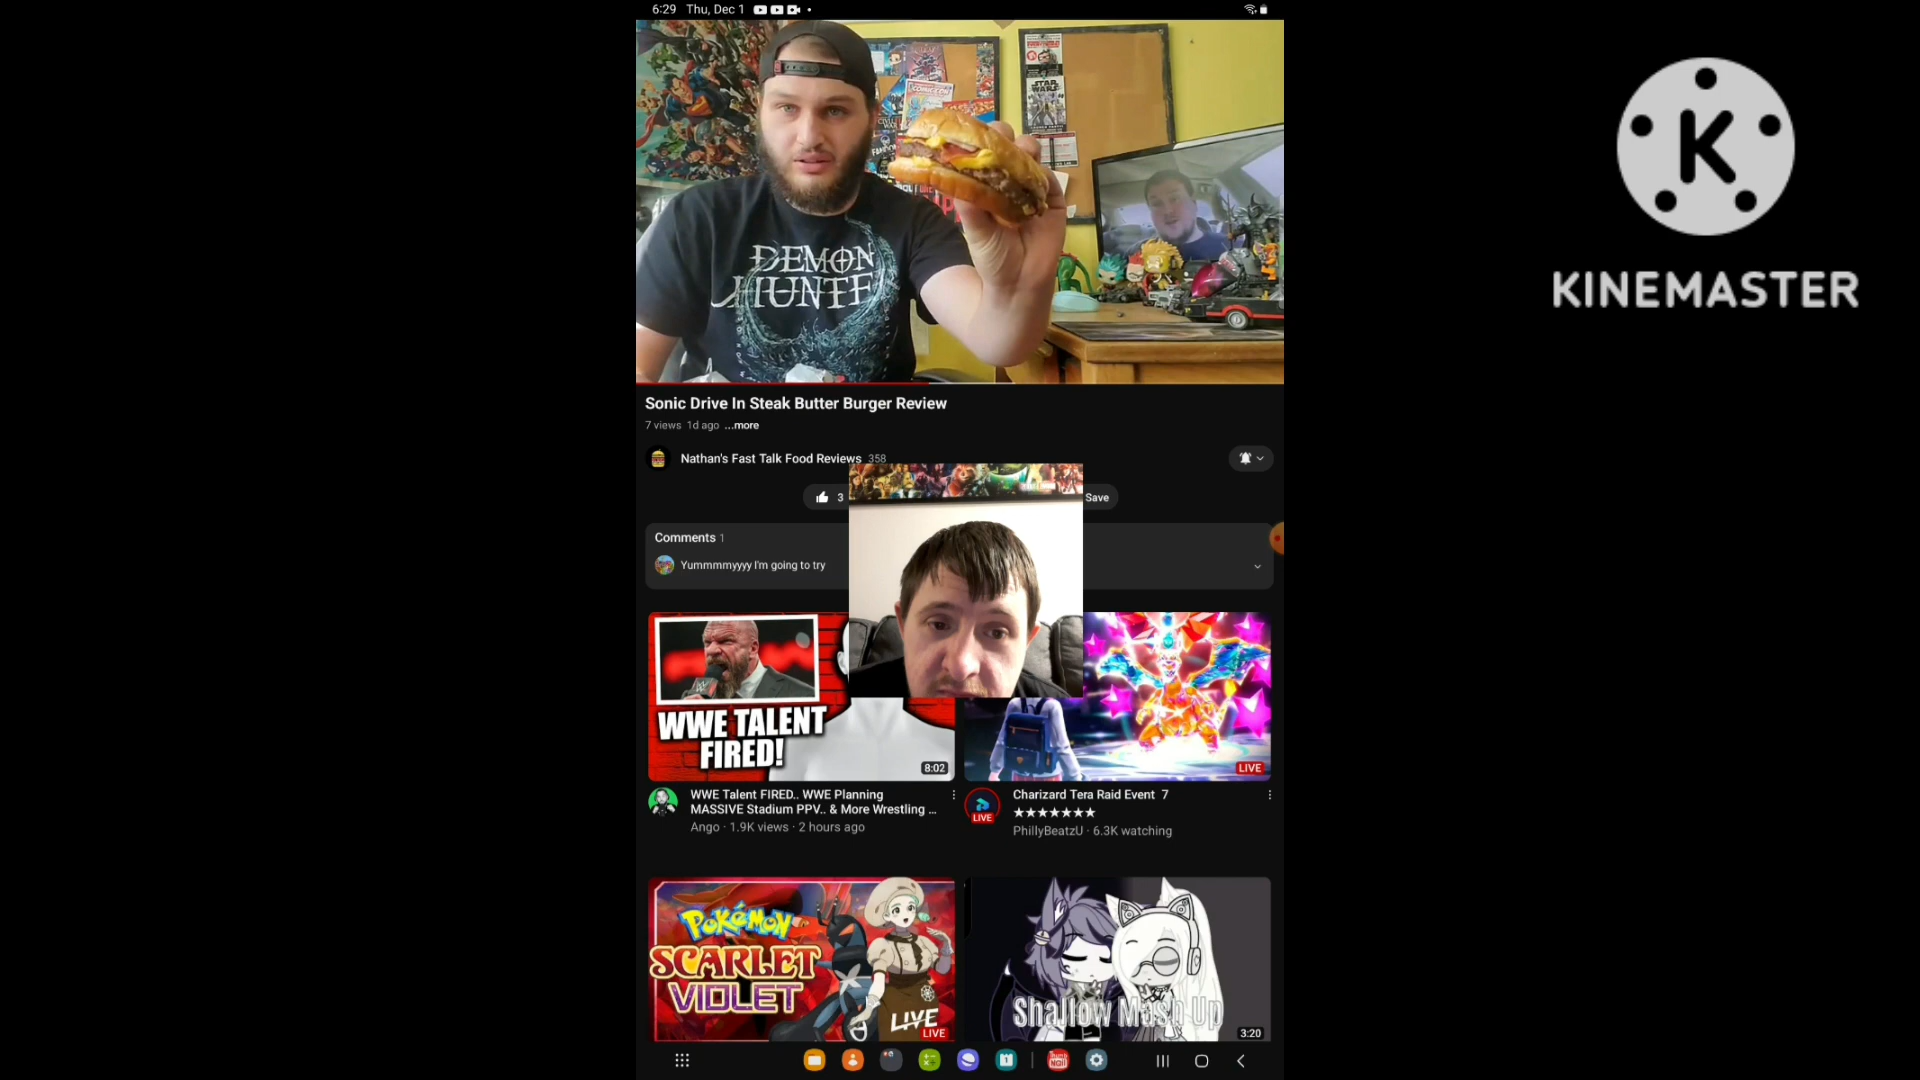 6:29 Thu, Dec 1
STAR WARS
DEMON
HUNTE
Sonic Drive In Steak Butter Burger Review
7 views 1d ago ...more
Nathan's Fast Talk Food Reviews 358
3
Save
Comments 1
Yummmmyyyy I'm going to try
WWE TALENT
FIRED!
8:02
LIVE
WWE Talent FIRED.. WWE Planning
MASSIVE Stadium PPV.. & More Wrestling ...
Ango · 1.9K views · 2 hours ago
LIVE
Charizard Tera Raid Event 7
★★★★★★★
PhillyBeatzU · 6.3K watching
POKéMON
SCARLET
VIOLET
LIVE
LIVE
Shallow Mash Up
3:20
K
KINEMASTER